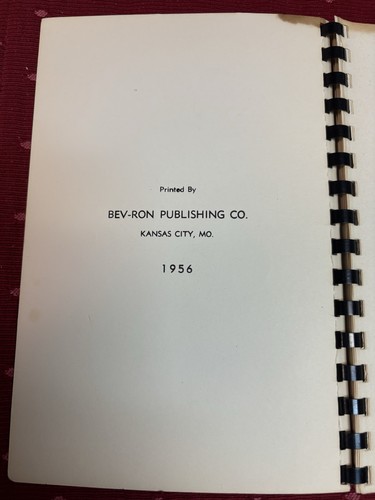 Printed By
BEV-RON PUBLISHING CO.
KANSAS CITY, MO.
1956